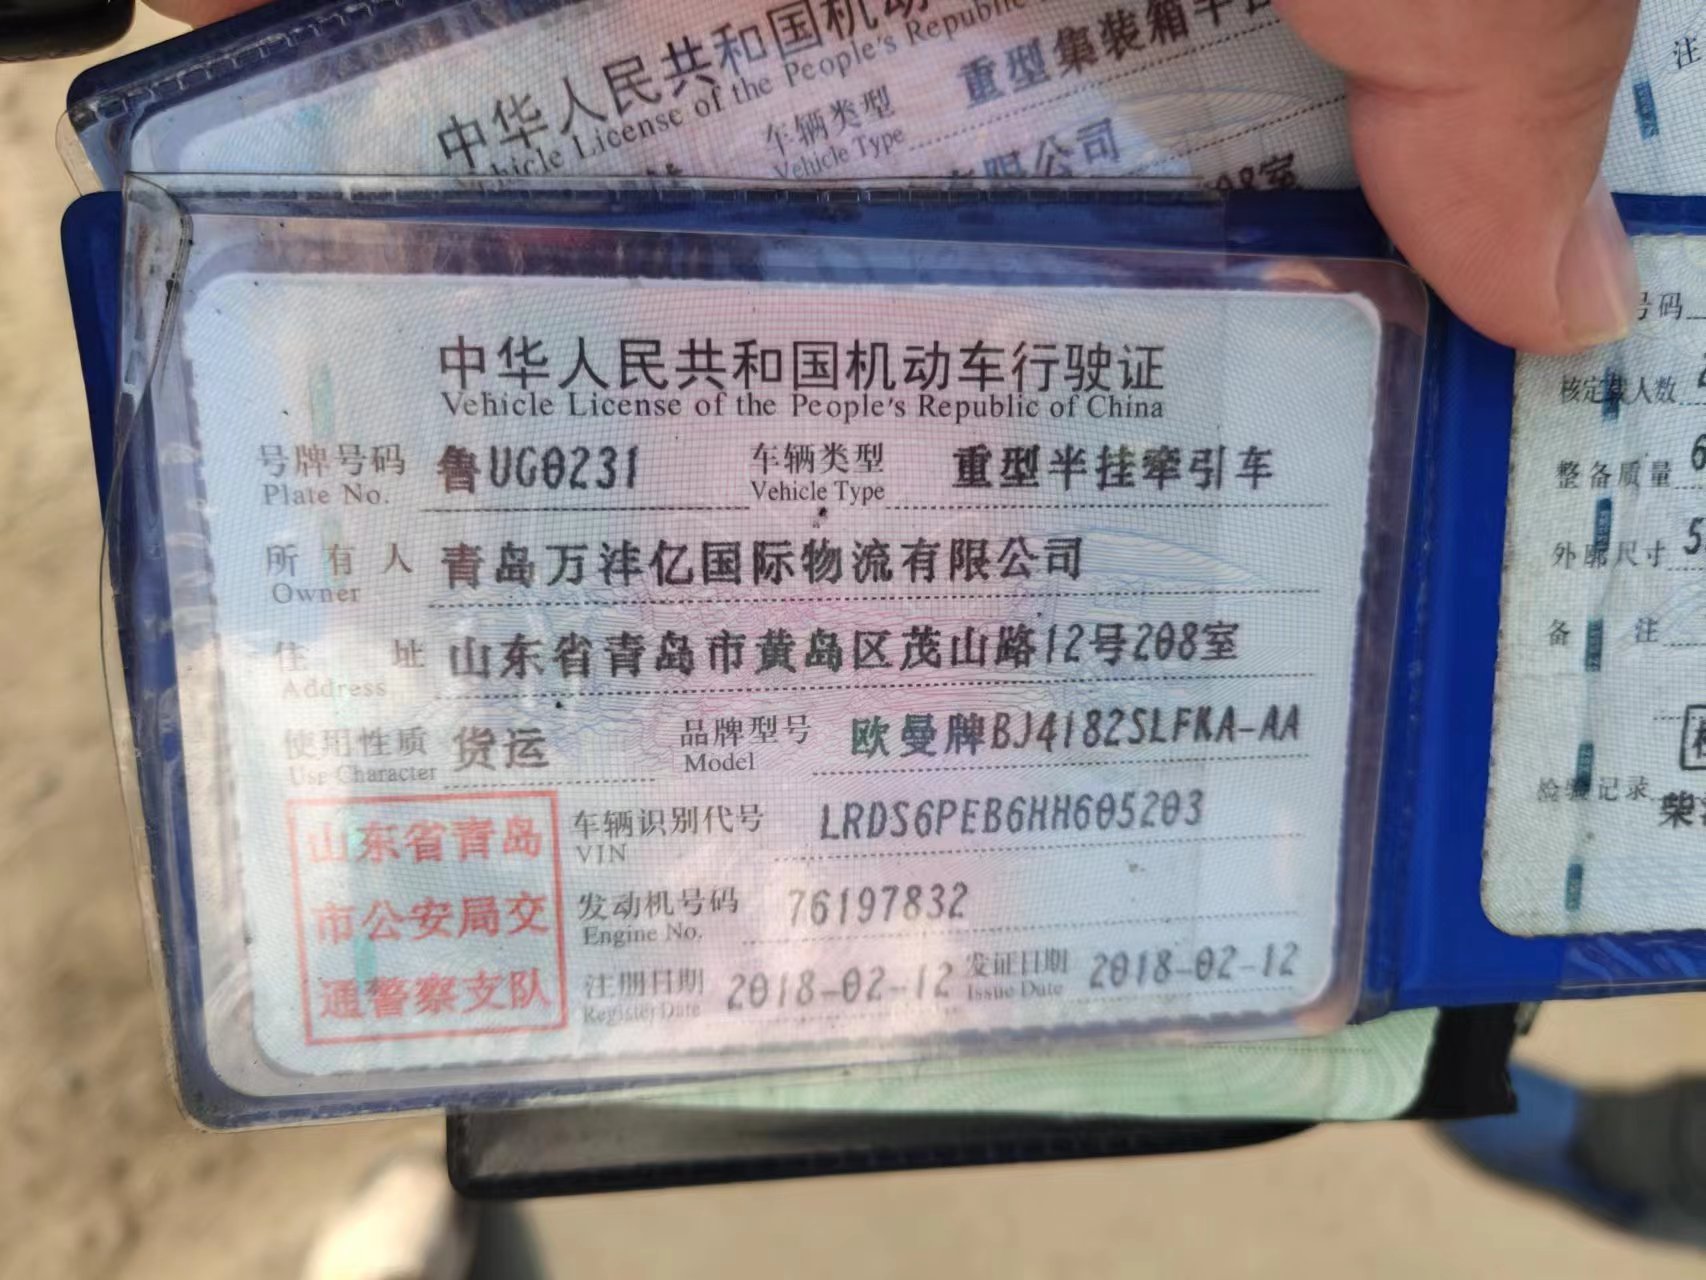 中华人民共和国机动
Vehicle License of the People's Republic
车辆类型 重型集装箱半
Vehicle Type
有限公司
08室
注
中华人民共和国机动车行驶证
Vehicle License of the People's Republic of China
号牌号码 鲁UG0231 车辆类型 重型半挂牵引车
Plate No. Vehicle Type
所有人 青岛万沣亿国际物流有限公司
Owner
住址 山东省青岛市黄岛区茂山路12号208室
Address
使用性质 货运 品牌型号 欧曼牌BJ4182SLFKA-AA
Use Character Model
山东省青岛
市公安局交
通警察支队
车辆识别代号 LRDS6PEB6HH605203
VIN
发动机号码 76197832
Engine No.
注册日期 2018-02-12 发证日期 2018-02-12
Register Date Issue Date
号码
核定载人数
整备质量 6
外廓尺寸 5
备注
检验记录